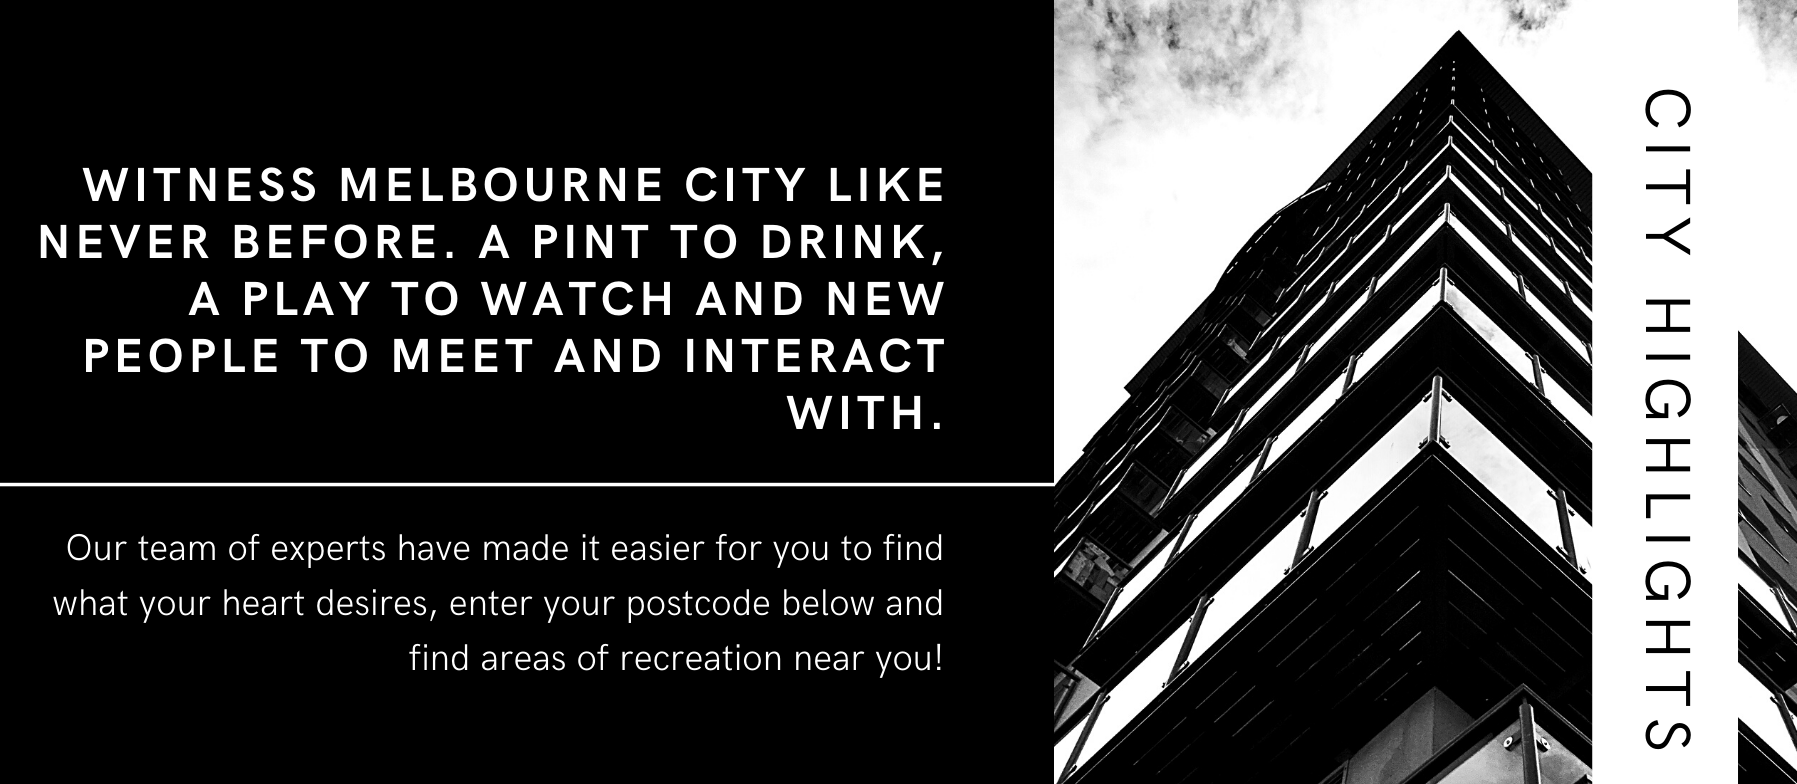 WITNESS MELBOURNE CITY LIKE
NEVER BEFORE. A PINT TO DRINK,
A PLAY TO WATCH AND NEW
PEOPLE TO MEET AND INTERACT
WITH.
Our team of experts have made it easier for you to find
what your heart desires, enter your postcode below and
find areas of recreation near you!
CITY HIGHLIGHTS